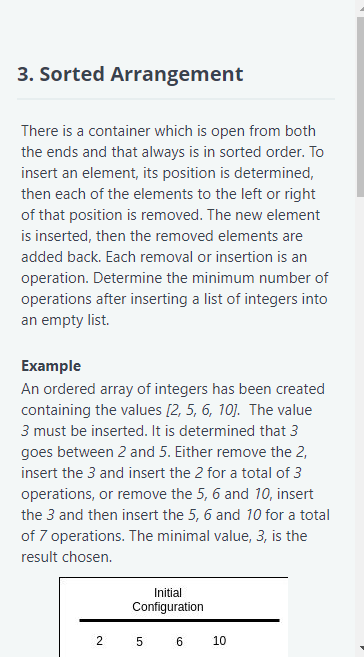 3. Sorted Arrangement
There is a container which is open from both
the ends and that always is in sorted order. To
insert an element, its position is determined,
then each of the elements to the left or right
of that position is removed. The new element
is inserted, then the removed elements are
added back. Each removal or insertion is an
operation. Determine the minimum number of
operations after inserting a list of integers into
an empty list.
Example
An ordered array of integers has been created
containing the values [2, 5, 6, 10]. The value
3 must be inserted. It is determined that 3
goes between 2 and 5. Either remove the 2,
insert the 3 and insert the 2 for a total of 3
operations, or remove the 5, 6 and 10, insert
the 3 and then insert the 5, 6 and 10 for a total
of 7 operations. The minimal value, 3, is the
result chosen.
Initial
Configuration
2 5 6 10